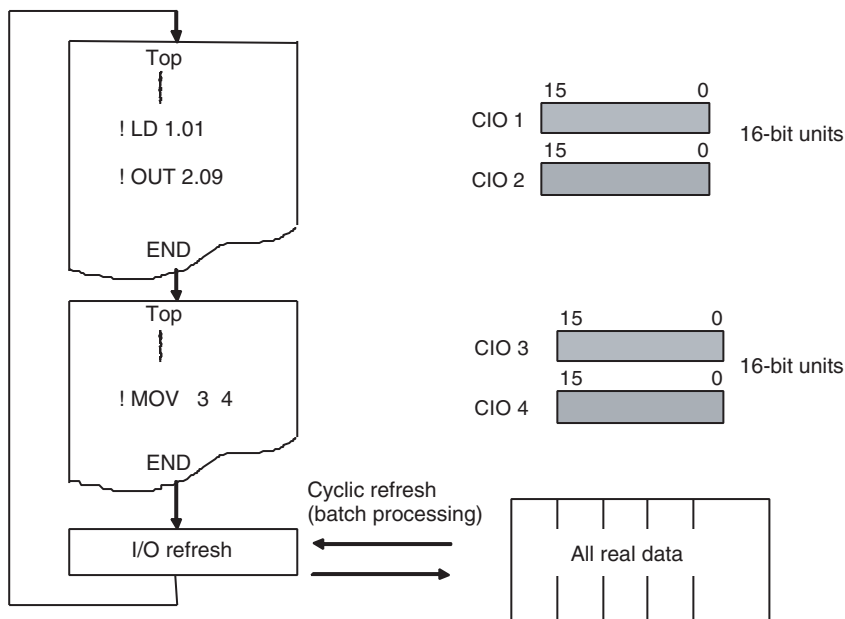 Top
! LD 1.01
! OUT 2.09
END
15 0
CIO 1
15 0
CIO 2
16-bit units
Top
! MOV 3 4
END
15 0
CIO 3
15 0
CIO 4
16-bit units
Cyclic refresh
(batch processing)
I/O refresh
All real data